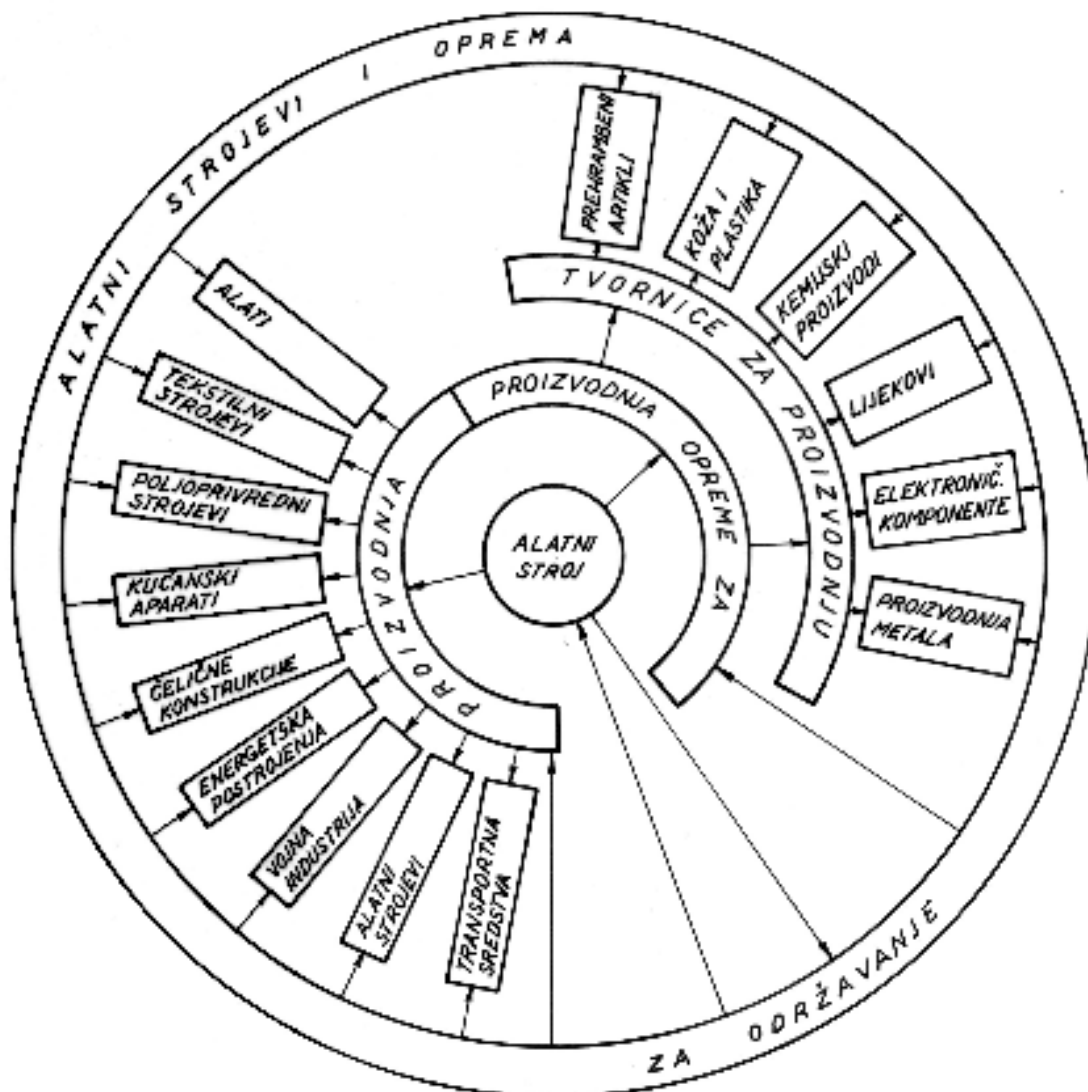 ALATNI STROJEVI I OPREMA
ZA ODRŽAVANJE
PREHRAMBENI
ARTIKLI
KOŽA I
PLASTIKA
KEMIJSKI
PROIZVODI
LIJEKOVI
ELEKTRONIČ.
KOMPONENTE
PROIZVODNJA
METALA
TVORNICE ZA PROIZVODNJU
PROIZVODNJA OPREME ZA
ALATNI
STROJ
PROIZVODNJA
ALATI
TEKSTILNI
STROJEVI
POLJOPRIVREDNI
STROJEVI
KUĆANSKI
APARATI
ČELIČNE
KONSTRUKCIJE
ENERGETSKA
POSTROJENJA
VOJNA
INDUSTRIJA
ALATNI
STROJEVI
TRANSPORTNA
SREDSTVA